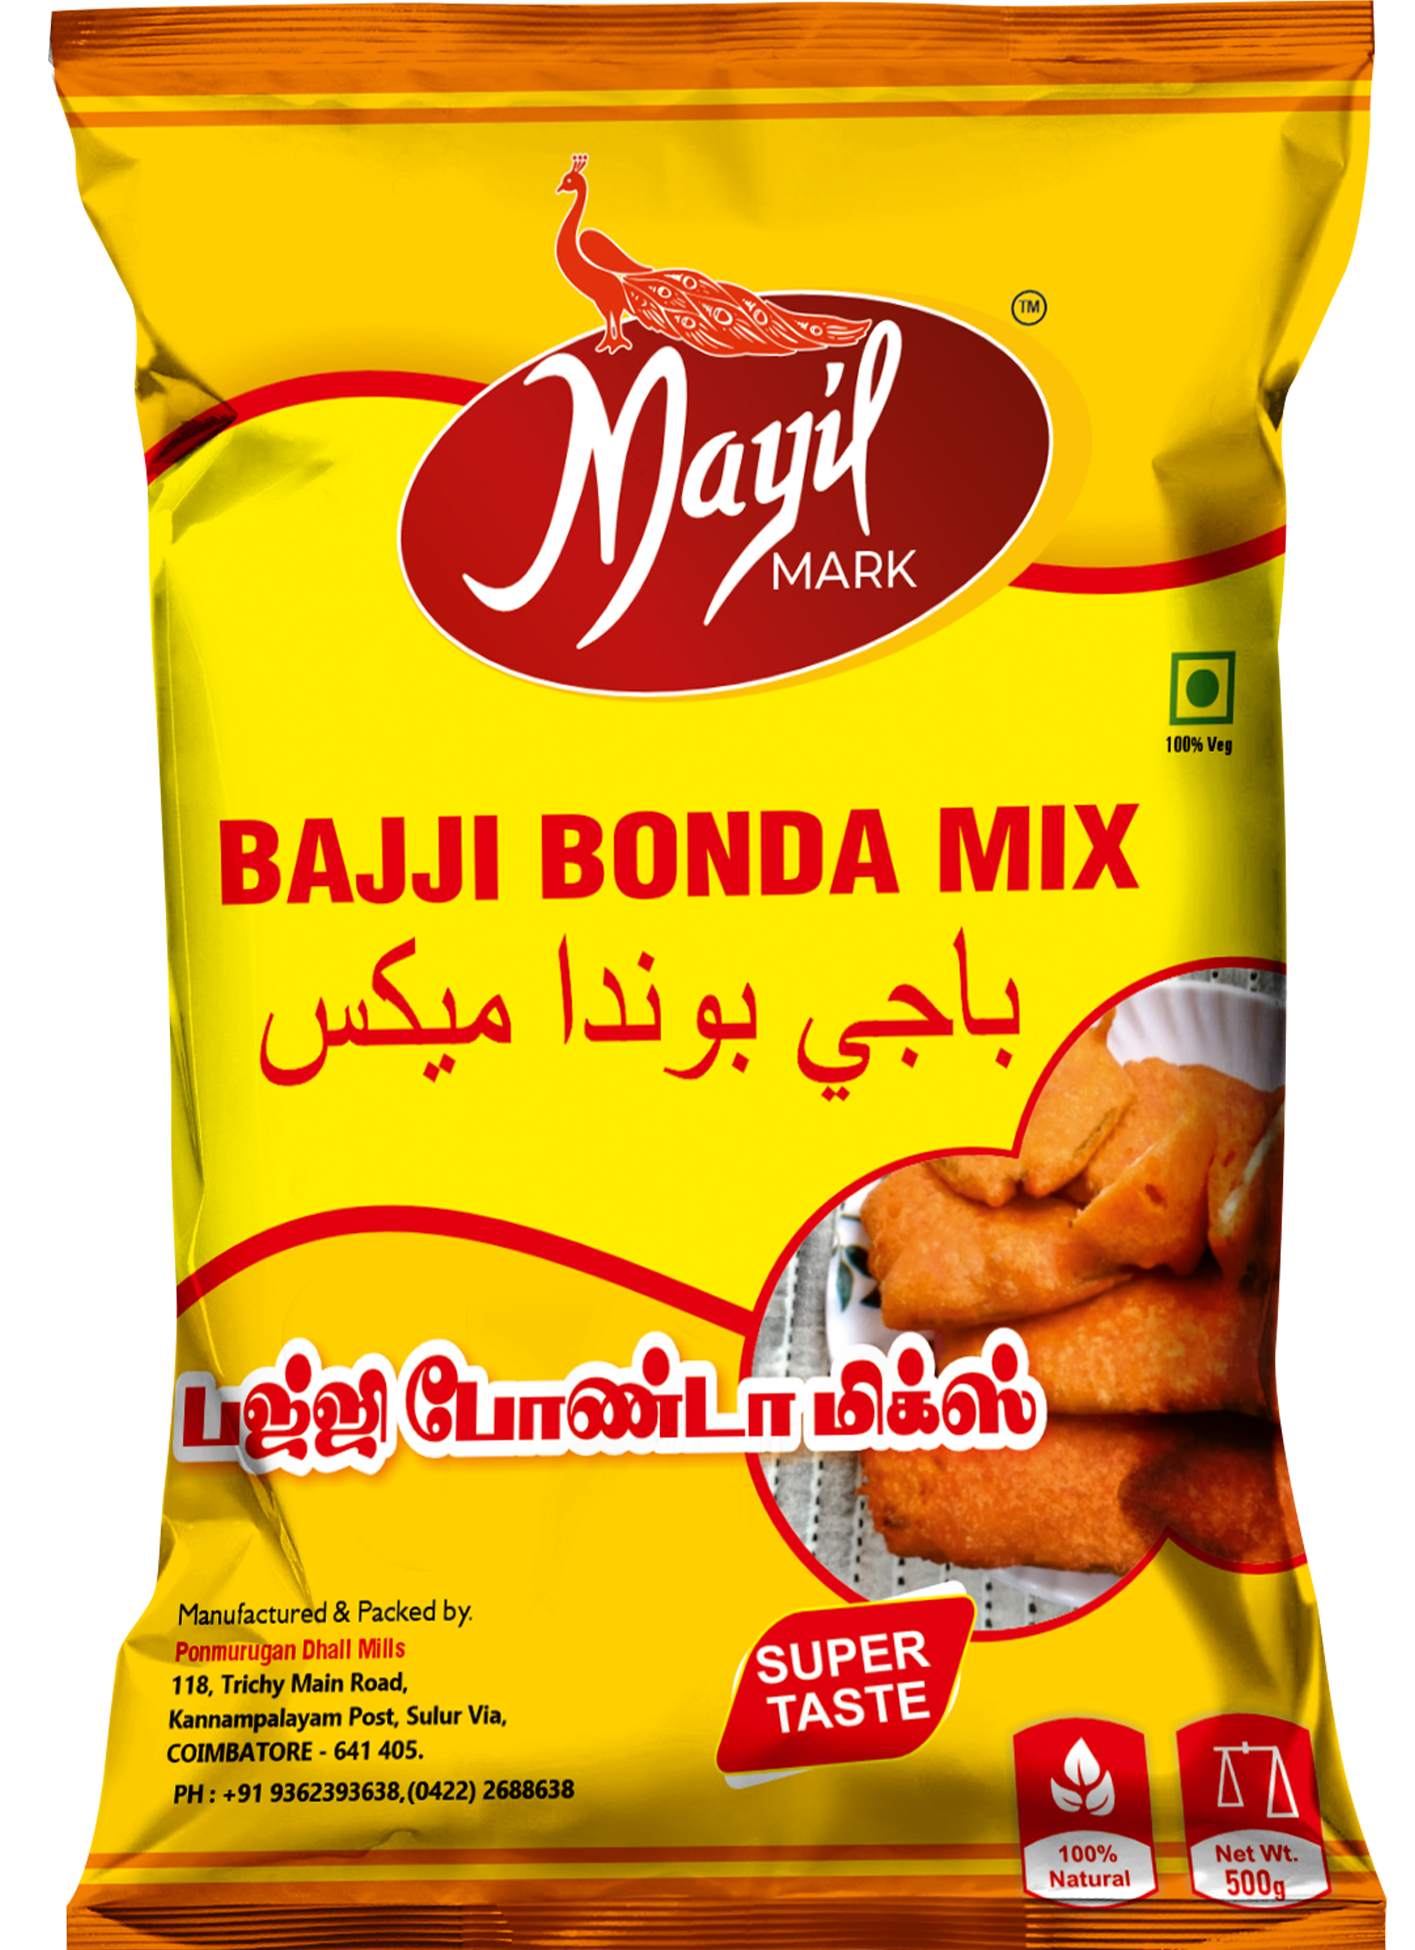 TM
Mayil
MARK
100% Veg
BAJJI BONDA MIX
باجي بوندا ميكس
பஜ்ஜி போண்டா மிக்ஸ்
Manufactured & Packed by.
Ponmurugan Dhall Mills
118, Trichy Main Road,
Kannampalayam Post, Sulur Via,
COIMBATORE - 641 405.
PH : +91 9362393638,(0422) 2688638
SUPER
TASTE
100%
Natural
Net Wt.
500g